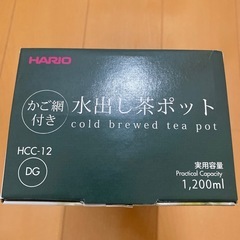 HARIO
かご網
付き
水出し茶ポット
cold brewed tea pot
HCC-12
DG
実用容量
Practical Capacity
1,200ml